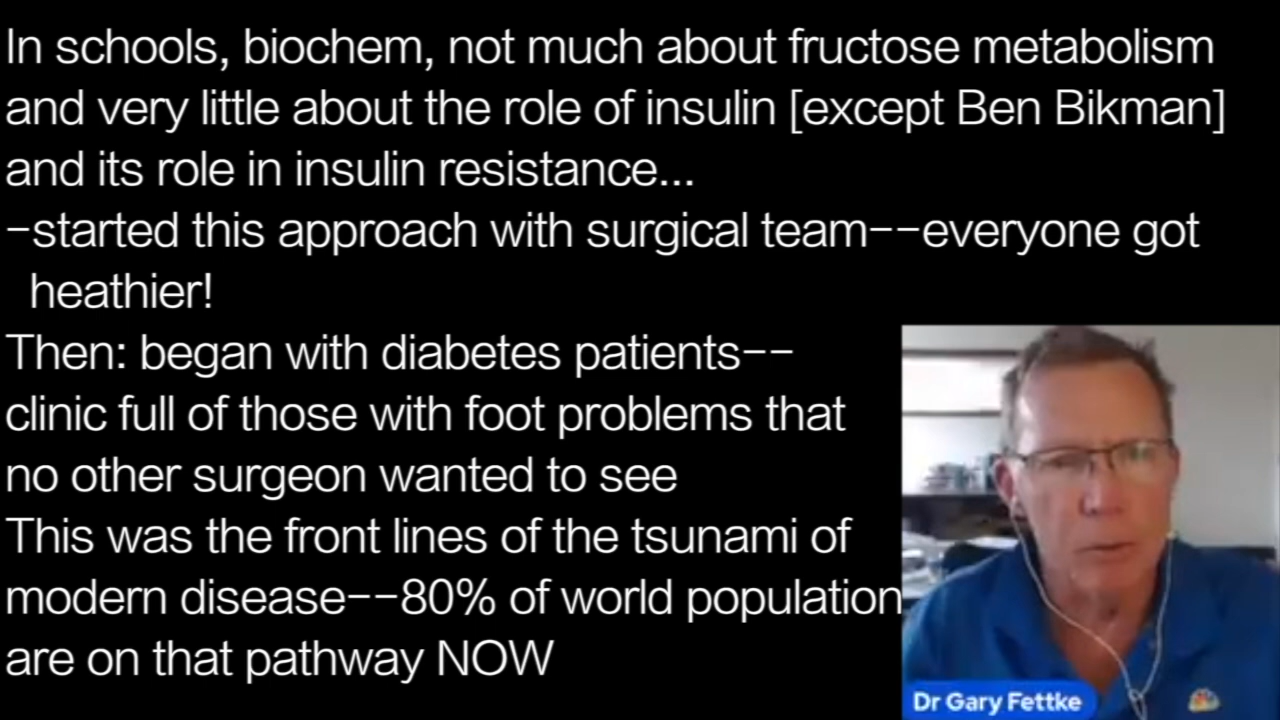 In schools, biochem, not much about fructose metabolism
and very little about the role of insulin [except Ben Bikman]
and its role in insulin resistance...
-started this approach with surgical team--everyone got
heathier!
Then: began with diabetes patients--
clinic full of those with foot problems that
no other surgeon wanted to see
This was the front lines of the tsunami of
modern disease--80% of world population
are on that pathway NOW
Dr Gary Fettke